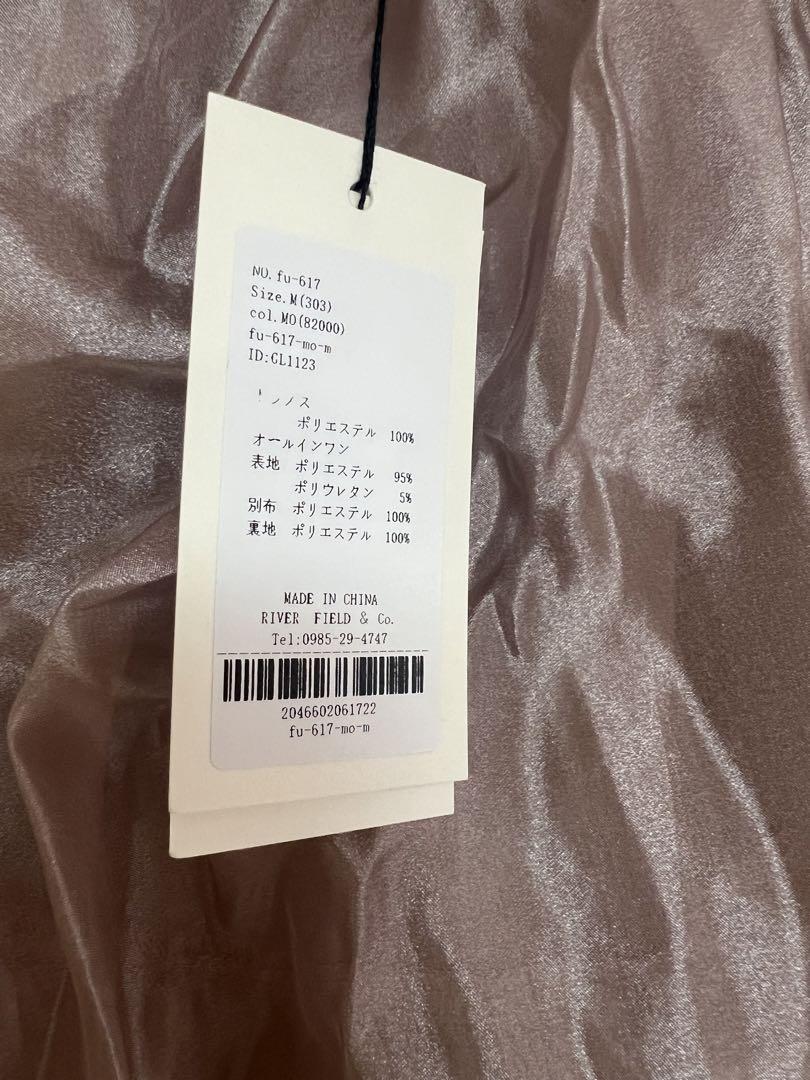 NO.fu-617
Size.M(303)
col.MO(82000)
fu-617-mo-m
ID:GL1123
ポリエステル 100%
オールインワン
表地 ポリエステル 95%
ポリウレタン 5%
別布 ポリエステル 100%
裏地 ポリエステル 100%
MADE IN CHINA
RIVER FIELD & Co.
Tel:0985-29-4747
2046602061722
fu-617-mo-m